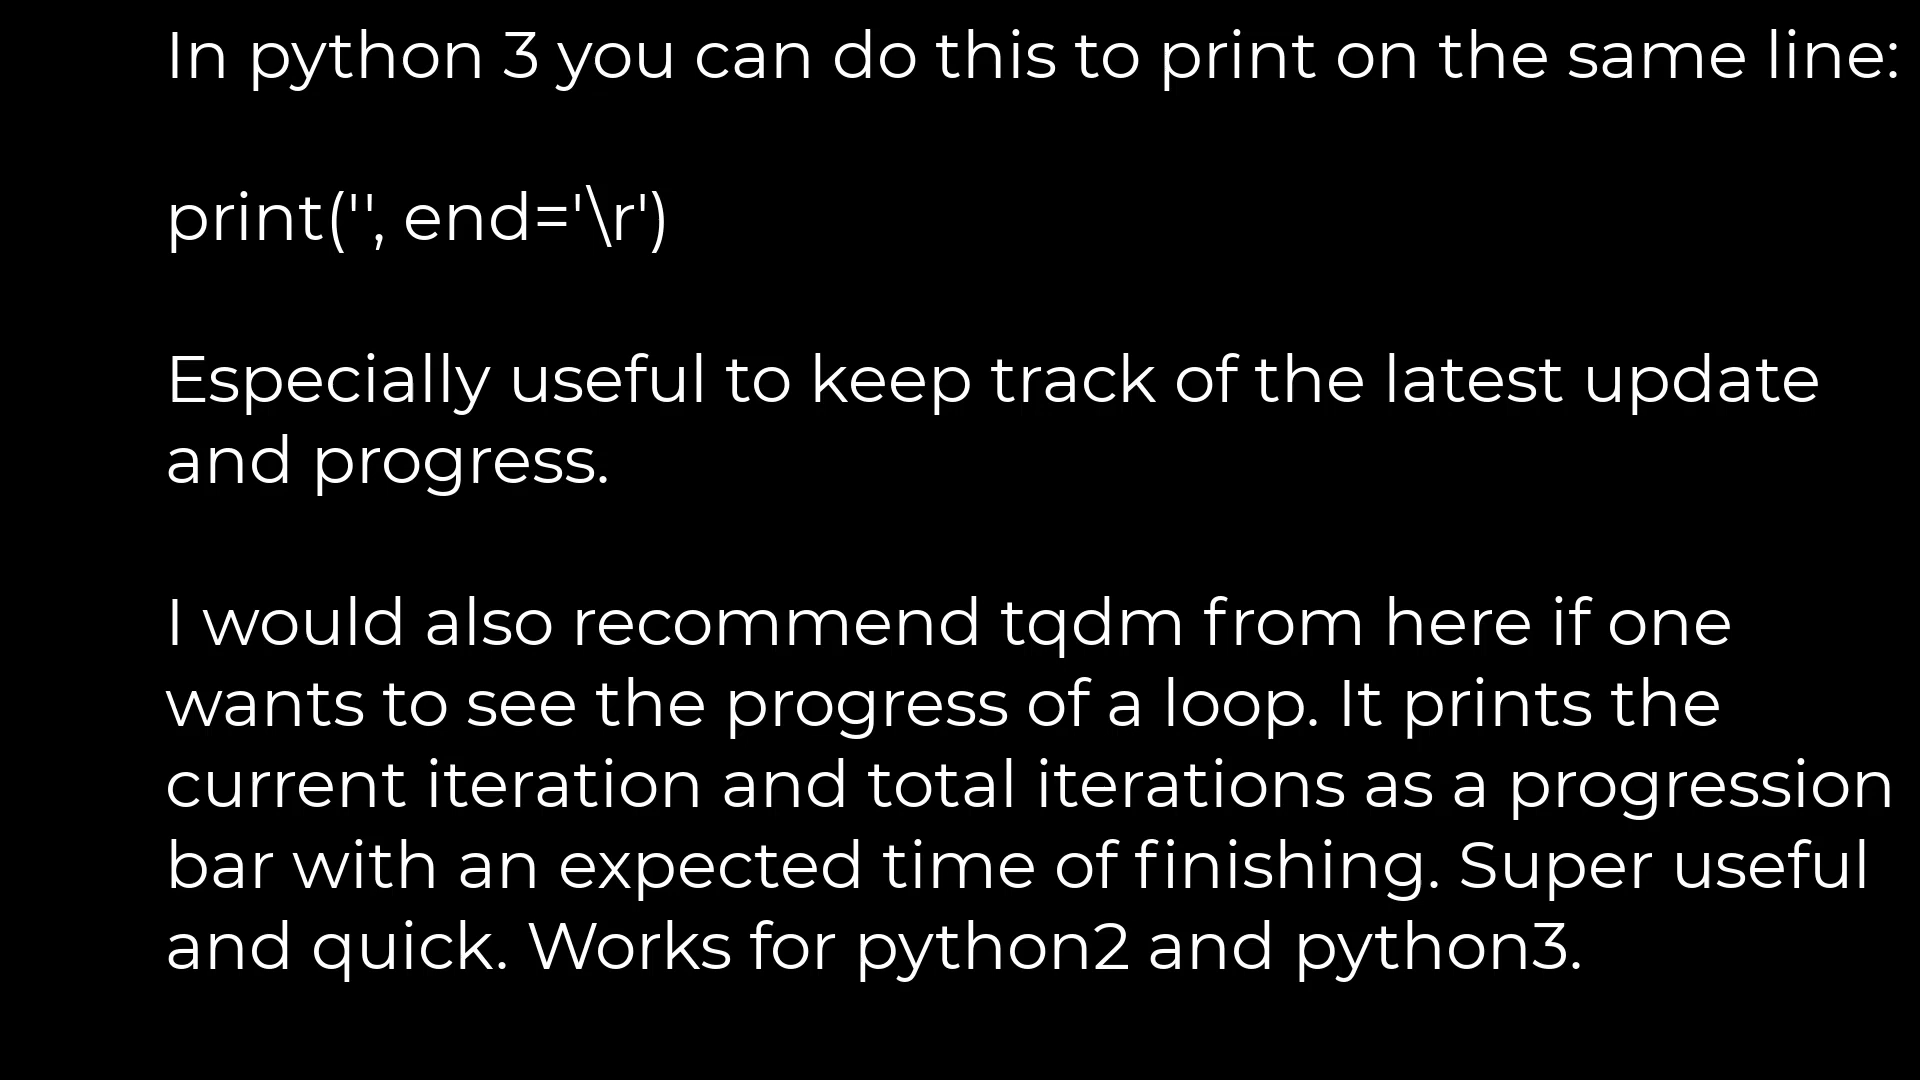 In python 3 you can do this to print on the same line:
print('', end='\r')
Especially useful to keep track of the latest update
and progress.
I would also recommend tqdm from here if one
wants to see the progress of a loop. It prints the
current iteration and total iterations as a progression
bar with an expected time of finishing. Super useful
and quick. Works for python2 and python3.